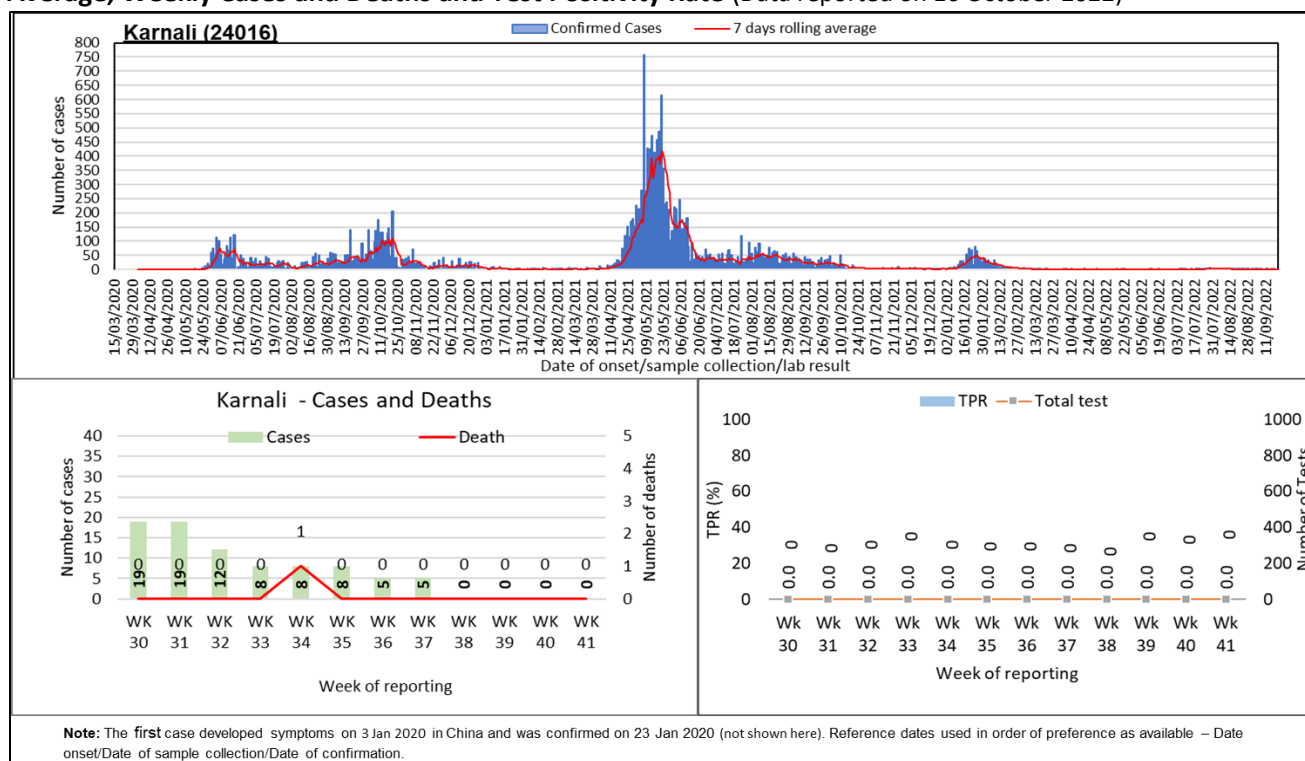 Average, Weekly Cases and Deaths and Test Positivity Rate (Data reported on 16 October 2022)
Karnali (24016)
Confirmed Cases 7 days rolling average
Number of cases
800
750
700
650
600
550
500
450
400
350
300
250
200
150
100
50
0
15/03/2020 29/03/2020 12/04/2020 26/04/2020 10/05/2020 24/05/2020 07/06/2020 21/06/2020 05/07/2020 19/07/2020 02/08/2020 16/08/2020 30/08/2020 13/09/2020 27/09/2020 11/10/2020 25/10/2020 08/11/2020 22/11/2020 06/12/2020 20/12/2020 03/01/2021 17/01/2021 31/01/2021 14/02/2021 28/02/2021 14/03/2021 28/03/2021 11/04/2021 25/04/2021 09/05/2021 23/05/2021 06/06/2021 20/06/2021 04/07/2021 18/07/2021 01/08/2021 15/08/2021 29/08/2021 12/09/2021 26/09/2021 10/10/2021 24/10/2021 07/11/2021 21/11/2021 05/12/2021 19/12/2021 02/01/2022 16/01/2022 30/01/2022 13/02/2022 27/02/2022 13/03/2022 27/03/2022 10/04/2022 24/04/2022 08/05/2022 22/05/2022 05/06/2022 19/06/2022 03/07/2022 17/07/2022 31/07/2022 14/08/2022 28/08/2022 11/09/2022
Date of onset/sample collection/lab result
Karnali - Cases and Deaths
Cases Death
Number of cases
40
35
30
25
20
15
10
5
0
Number of deaths
5
4
3
2
1
0
0 0 0 0 1 0 0 0 0 0 0 0
19 19 12 8 8 8 5 5 0 0 0 0
WK WK WK WK WK WK WK WK WK WK WK WK
30 31 32 33 34 35 36 37 38 39 40 41
Week of reporting
TPR Total test
TPR (%)
100
80
60
40
20
0
Number of Tests
1000
800
600
400
200
0
0 0 0 0 0 0 0 0 0 0 0 0
0.0 0.0 0.0 0.0 0.0 0.0 0.0 0.0 0.0 0.0 0.0 0.0
Wk Wk Wk Wk Wk Wk Wk Wk Wk Wk Wk Wk
30 31 32 33 34 35 36 37 38 39 40 41
Week of reporting
Note: The first case developed symptoms on 3 Jan 2020 in China and was confirmed on 23 Jan 2020 (not shown here). Reference dates used in order of preference as available – Date
onset/Date of sample collection/Date of confirmation.